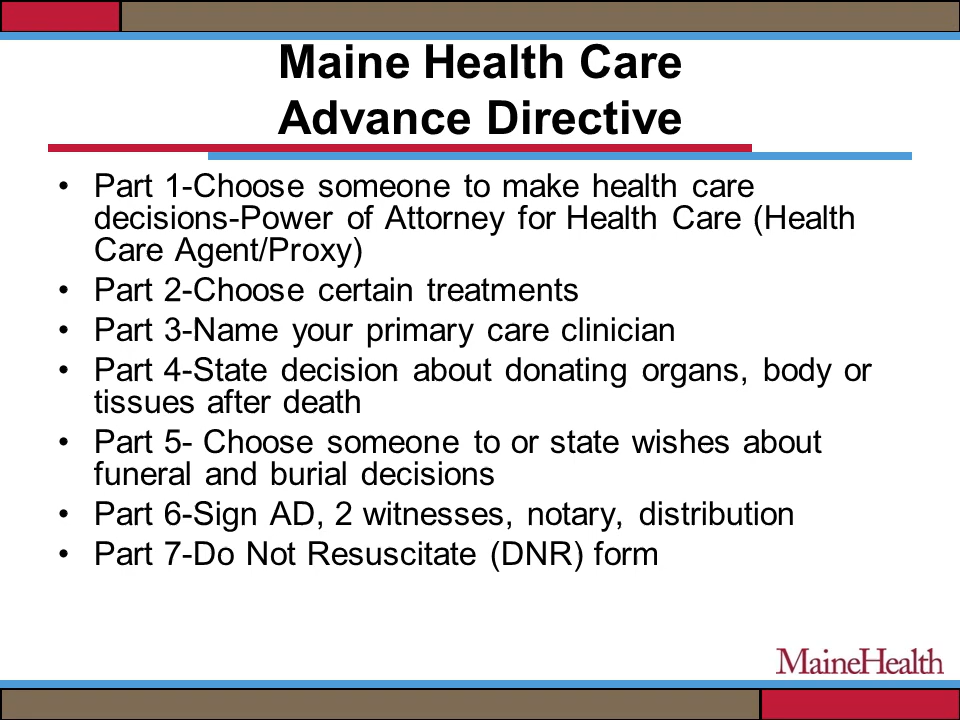 Maine Health Care
Advance Directive
• Part 1-Choose someone to make health care
decisions-Power of Attorney for Health Care (Health
Care Agent/Proxy)
• Part 2-Choose certain treatments
• Part 3-Name your primary care clinician
• Part 4-State decision about donating organs, body or
tissues after death
• Part 5- Choose someone to or state wishes about
funeral and burial decisions
• Part 6-Sign AD, 2 witnesses, notary, distribution
• Part 7-Do Not Resuscitate (DNR) form
MaineHealth